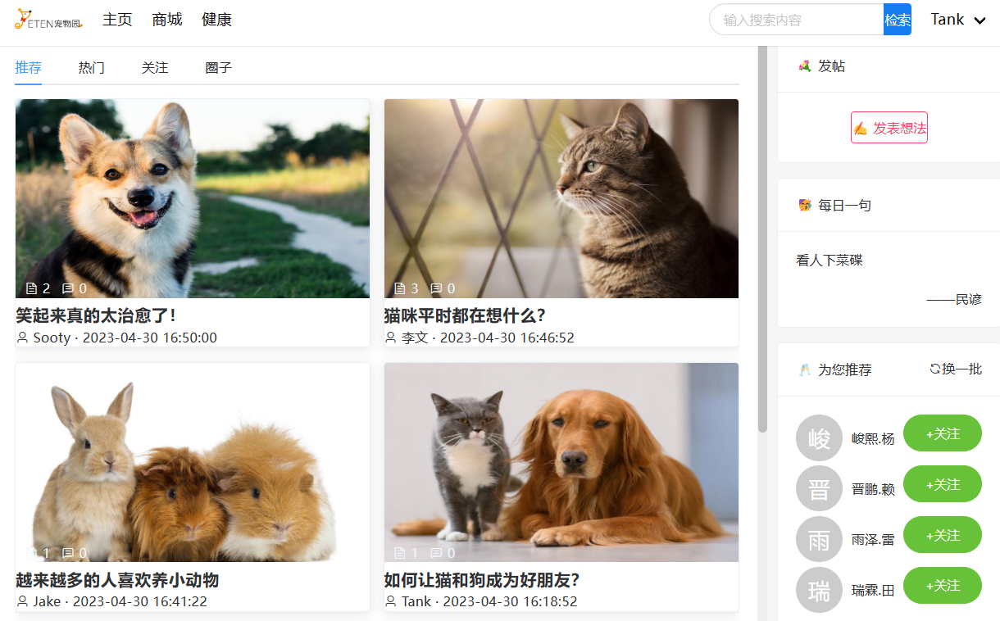 ETEN宠物园
主页 商城 健康
输入搜索内容
检索
Tank
推荐 热门 关注 圈子
2 0
笑起来真的太治愈了！
Sooty · 2023-04-30 16:50:00
3 0
猫咪平时都在想什么？
李文 · 2023-04-30 16:46:52
1 0
越来越多的人喜欢养小动物
Jake · 2023-04-30 16:41:22
1 0
如何让猫和狗成为好朋友？
Tank · 2023-04-30 16:18:52
发帖
发表想法
每日一句
看人下菜碟
——民谚
为您推荐 换一批
峻 峻熙.杨 +关注
晋 晋鹏.赖 +关注
雨 雨泽.雷 +关注
瑞 瑞霖.田 +关注